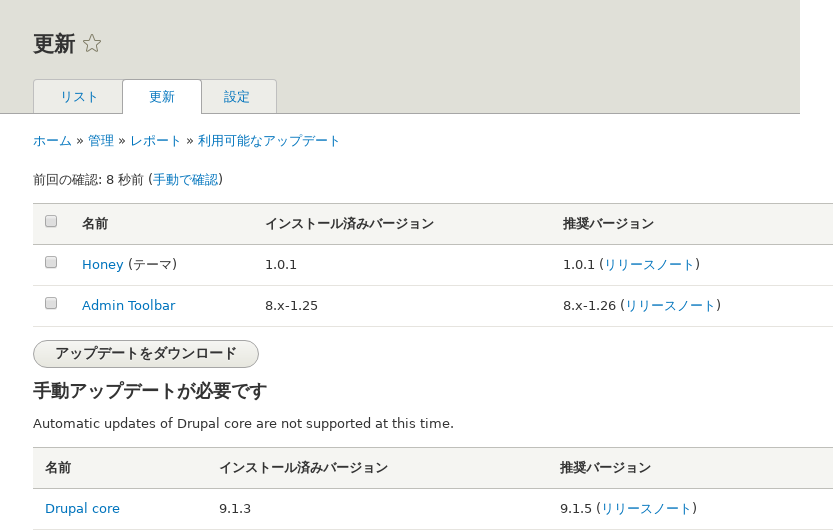 更新
リスト 更新 設定
ホーム » 管理 » レポート » 利用可能なアップデート
前回の確認: 8 秒前 (手動で確認)
名前 インストール済みバージョン 推奨バージョン
Honey (テーマ) 1.0.1 1.0.1 (リリースノート)
Admin Toolbar 8.x-1.25 8.x-1.26 (リリースノート)
アップデートをダウンロード
手動アップデートが必要です
Automatic updates of Drupal core are not supported at this time.
名前 インストール済みバージョン 推奨バージョン
Drupal core 9.1.3 9.1.5 (リリースノート)